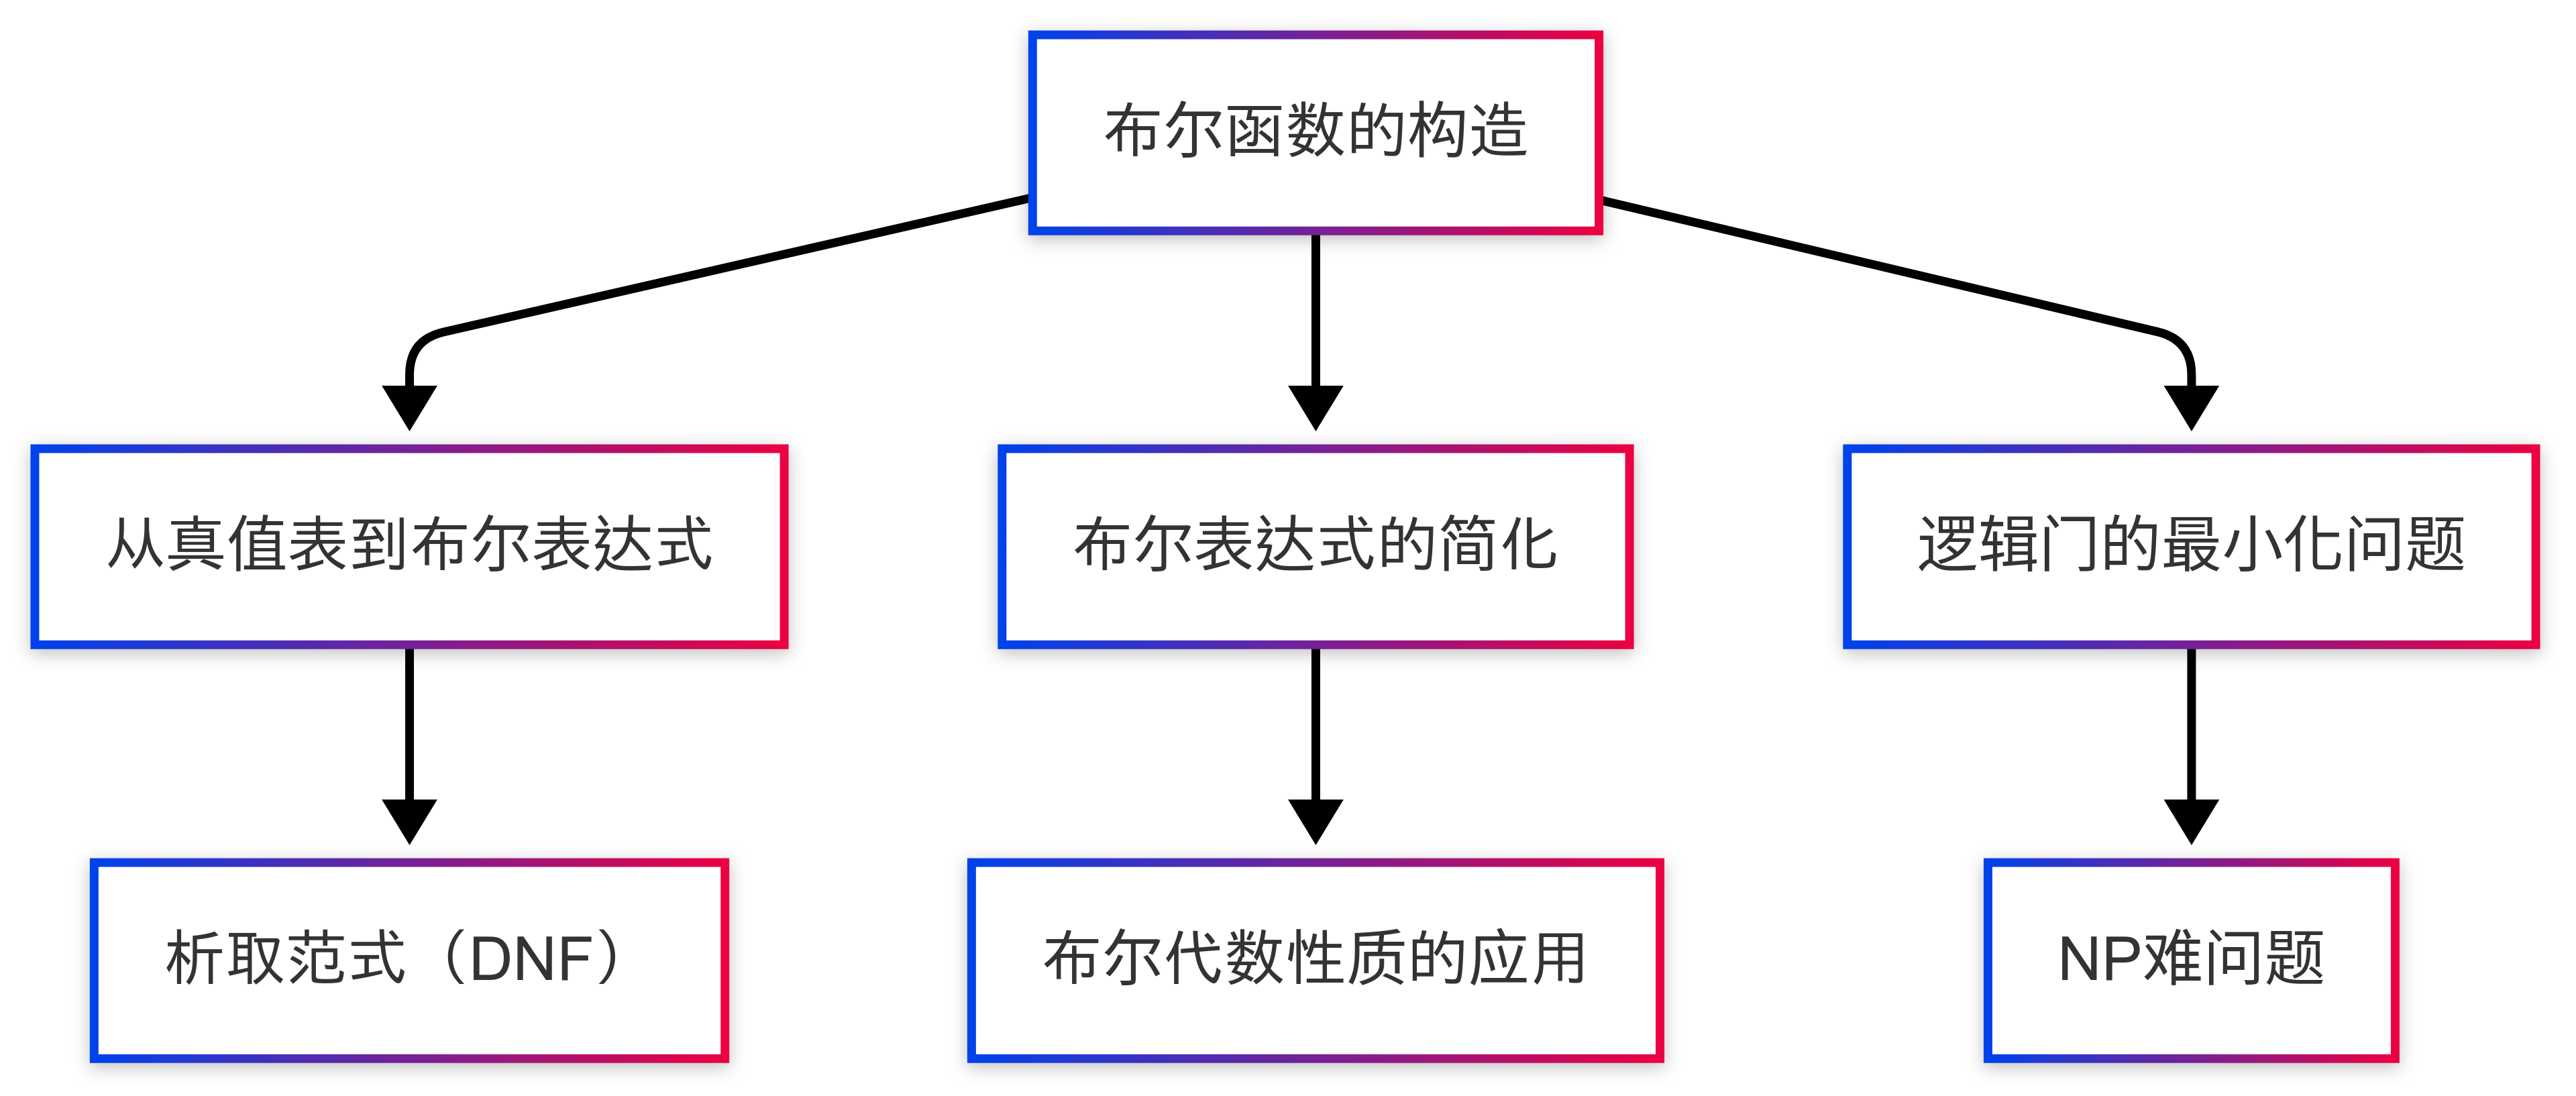 布尔函数的构造
从真值表到布尔表达式
布尔表达式的简化
逻辑门的最小化问题
析取范式（DNF）
布尔代数性质的应用
NP难问题